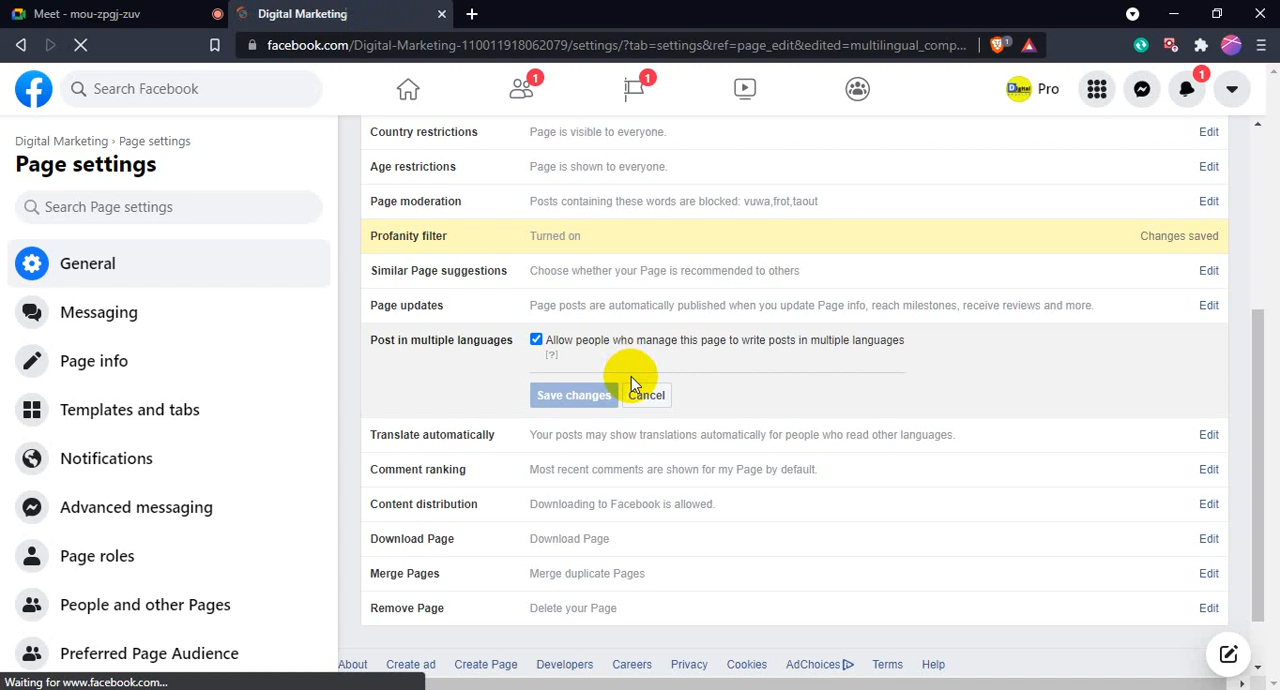 Meet - mou-zpgj-zuv
Digital Marketing
facebook.com/Digital-Marketing-110011918062079/settings/?tab=settings&ref=page_edit&edited=multilingual_comp...
1
Search Facebook
1
1
Pro
1
Digital Marketing › Page settings
Page settings
Search Page settings
General
Messaging
Page info
Templates and tabs
Notifications
Advanced messaging
Page roles
People and other Pages
Preferred Page Audience
Country restrictions Page is visible to everyone. Edit
Age restrictions Page is shown to everyone. Edit
Page moderation Posts containing these words are blocked: vuwa,frot,taout Edit
Profanity filter Turned on Changes saved
Similar Page suggestions Choose whether your Page is recommended to others Edit
Page updates Page posts are automatically published when you update Page info, reach milestones, receive reviews and more. Edit
Post in multiple languages Allow people who manage this page to write posts in multiple languages
[?]
Save changes Cancel
Translate automatically Your posts may show translations automatically for people who read other languages. Edit
Comment ranking Most recent comments are shown for my Page by default. Edit
Content distribution Downloading to Facebook is allowed. Edit
Download Page Download Page Edit
Merge Pages Merge duplicate Pages Edit
Remove Page Delete your Page Edit
About Create ad Create Page Developers Careers Privacy Cookies AdChoices Terms Help
Waiting for www.facebook.com...